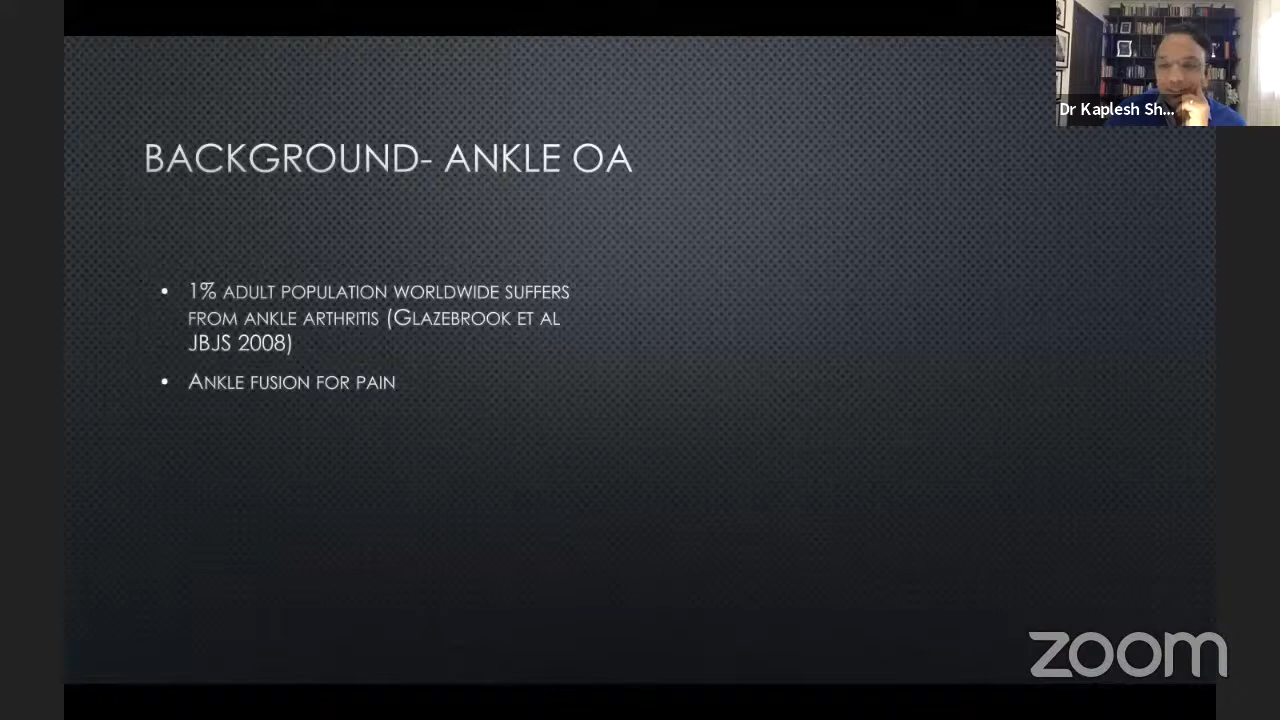 Dr Kaplesh Sh...
BACKGROUND- ANKLE OA
• 1% ADULT POPULATION WORLDWIDE SUFFERS
FROM ANKLE ARTHRITIS (GLAZEBROOK ET AL
JBJS 2008)
• ANKLE FUSION FOR PAIN
zoom